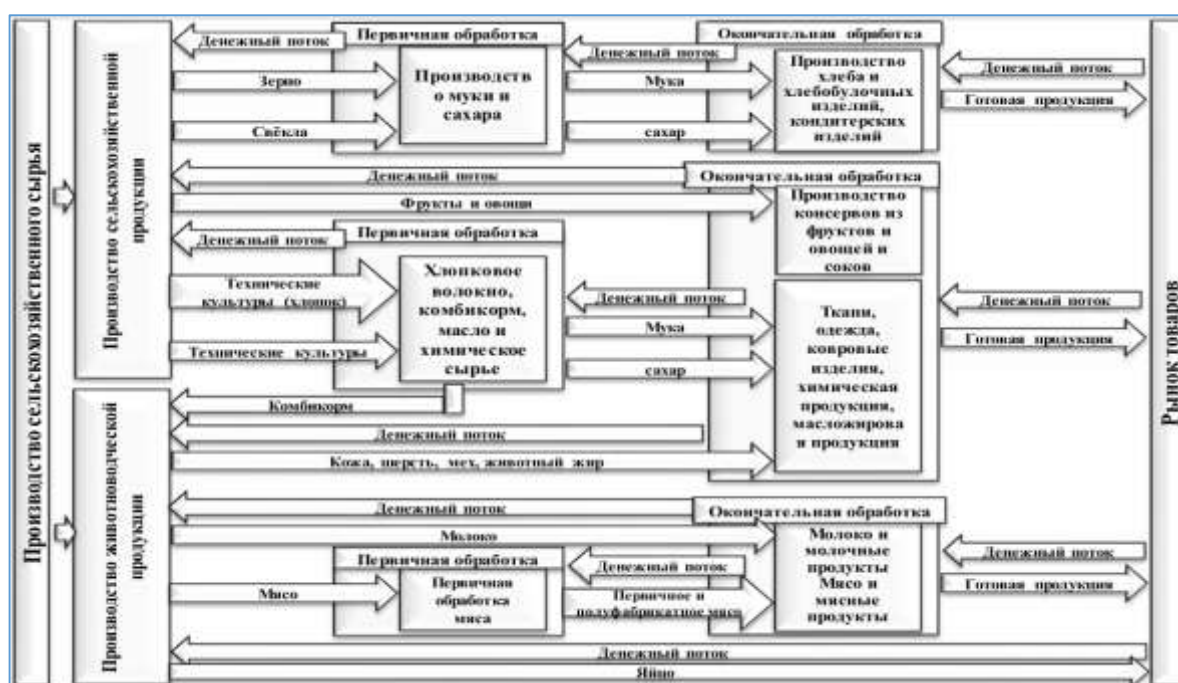 Производство сельскохозяйственного сырья
Производство сельскохозяйственной
продукции
Производство животноводческой
продукции
Денежный поток
Первичная обработка
Денежный поток
Окончательная обработка
Денежный поток
Зерно
Производств
о муки и
сахара
Мука
Производство
хлеба и
хлебобулочных
изделий,
кондитерских
изделий
Готовая продукция
Свёкла
сахар
Денежный поток
Окончательная обработка
Фрукты и овощи
Производство
консервов из
фруктов и
овощей и
соков
Денежный поток
Первичная обработка
Технические
культуры (хлопок)
Хлопковое
волокно,
комбикорм,
масло и
химическое
сырье
Денежный поток
Мука
Ткани,
одежда,
ковровые
изделия,
химическая
продукция,
масложирова
я продукция
Денежный поток
Готовая продукция
Технические культуры
сахар
Комбикорм
Денежный поток
Кожа, шерсть, мех, животный жир
Денежный поток
Окончательная обработка
Молоко
Молоко и
молочные
продукты
Мясо и
мясные
продукты
Денежный поток
Готовая продукция
Первичная обработка
Денежный поток
Мясо
Первичная
обработка
мяса
Первичное и
полуфабрикатное мясо
Денежный поток
Яйцо
Рынок товаров